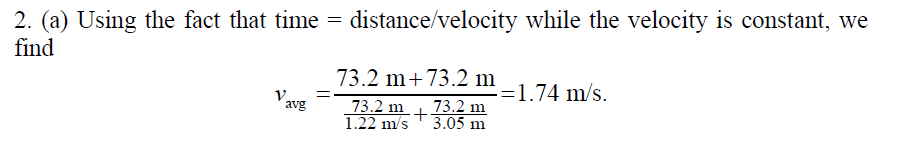 2. (a) Using the fact that time = distance/velocity while the velocity is constant, we
find
v_avg = (73.2 m+73.2 m)/(73.2 m/1.22 m/s + 73.2 m/3.05 m) =1.74 m/s.